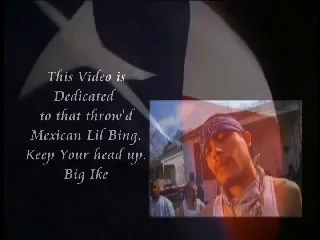 This Video is
Dedicated
to that throw'd
Mexican Lil Bing.
Keep Your head up.
Big Ike